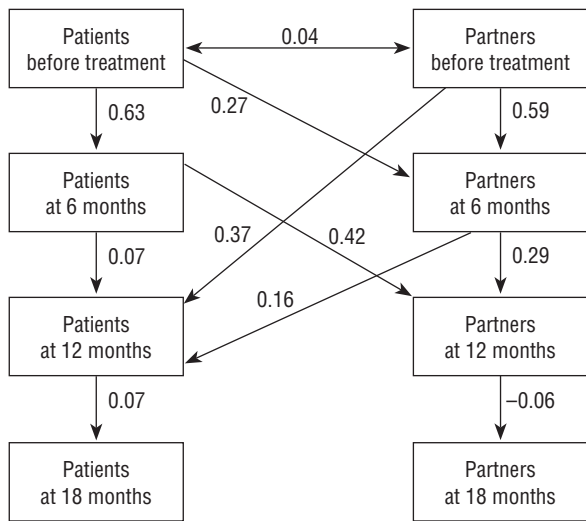 Patients
before treatment
0.04
Partners
before treatment
0.63
0.27
0.59
Patients
at 6 months
Partners
at 6 months
0.07
0.37
0.42
0.29
0.16
Patients
at 12 months
Partners
at 12 months
0.07
–0.06
Patients
at 18 months
Partners
at 18 months